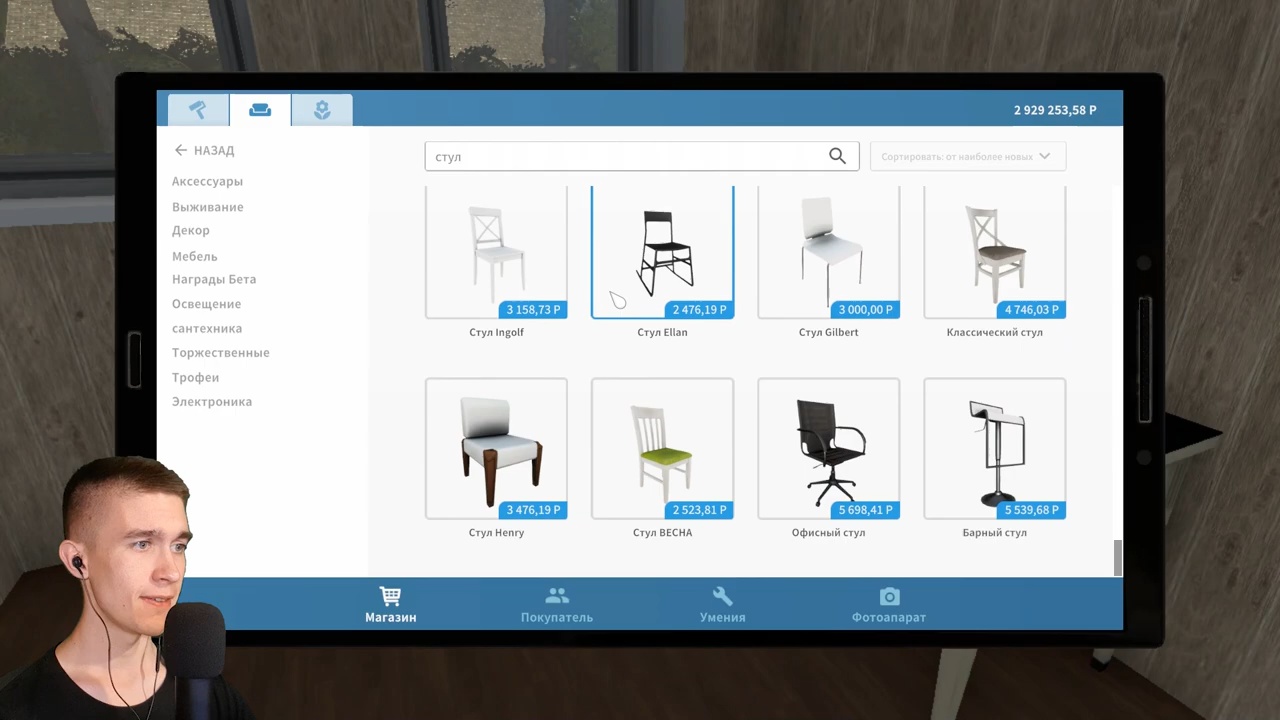 2 929 253,58 Р
НАЗАД
Аксессуары
Выживание
Декор
Мебель
Награды Бета
Освещение
сантехника
Торжественные
Трофеи
Электроника
стул
Сортировать: от наиболее новых
3 158,73 Р
2 476,19 Р
3 000,00 Р
4 746,03 Р
Стул Ingolf
Стул Ellan
Стул Gilbert
Классический стул
3 476,19 Р
2 523,81 Р
5 698,41 Р
5 539,68 Р
Стул Henry
Стул ВЕСНА
Офисный стул
Барный стул
Магазин
Покупатель
Умения
Фотоапарат